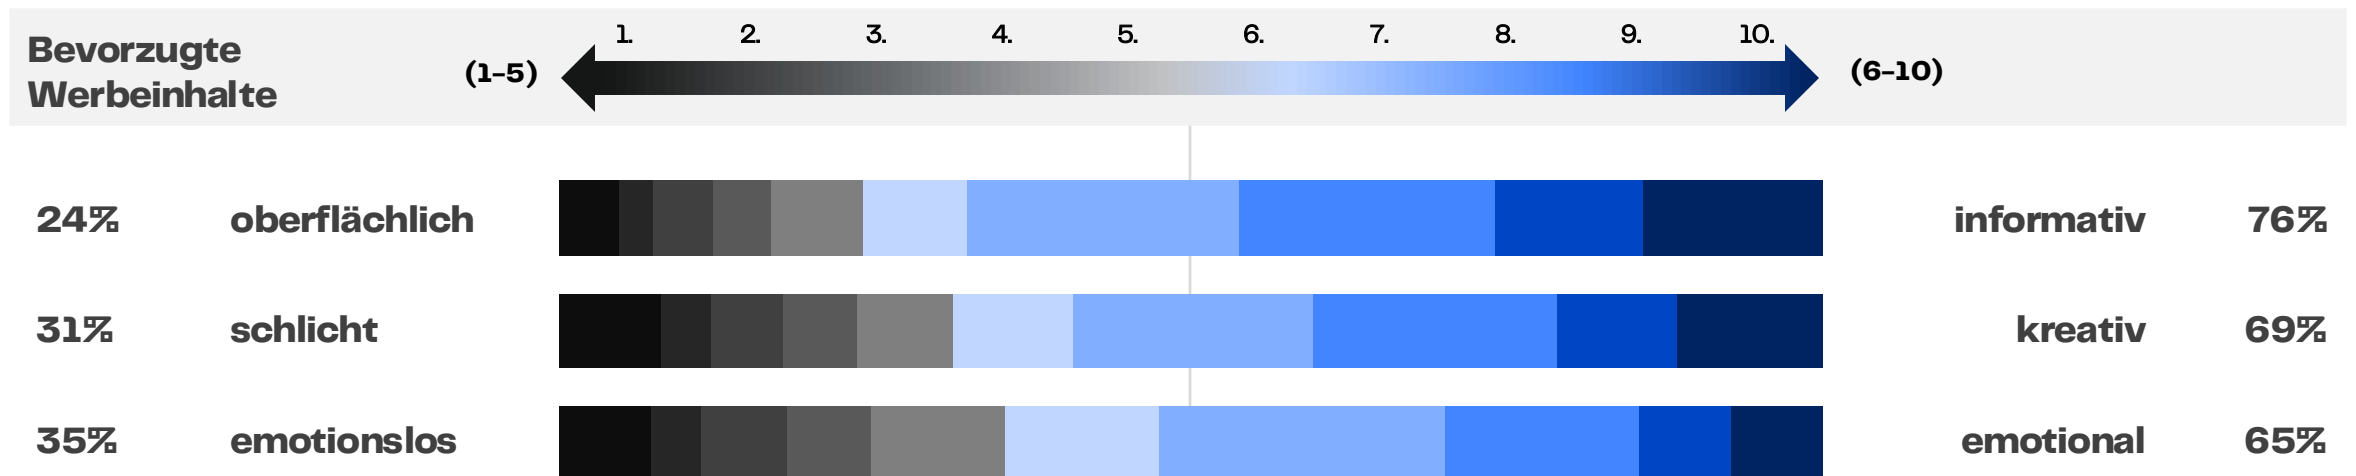 Bevorzugte
Werbeinhalte
(1–5) 1. 2. 3. 4. 5. 6. 7. 8. 9. 10. (6–10)
24% oberflächlich informativ 76%
31% schlicht kreativ 69%
35% emotionslos emotional 65%